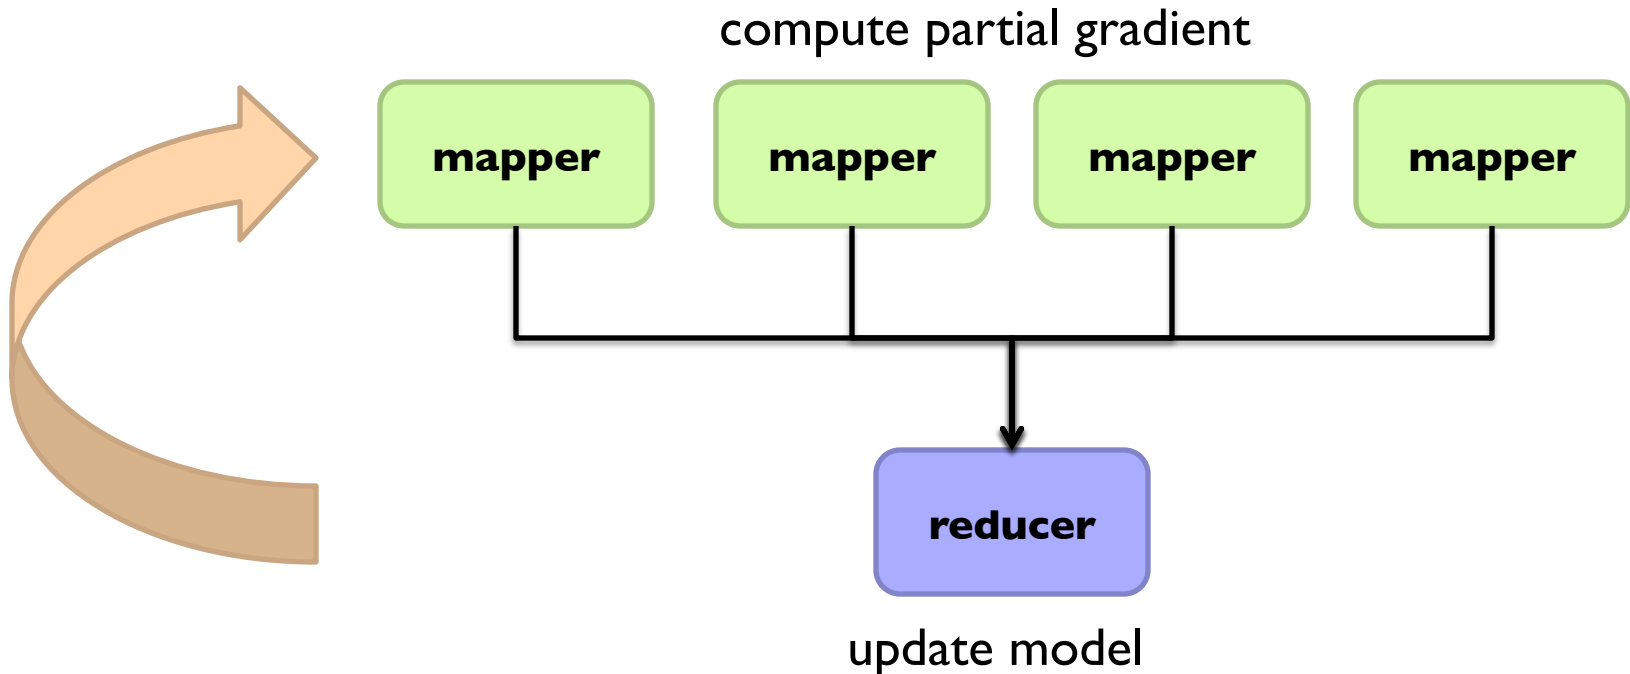 compute partial gradient
mapper mapper mapper mapper
reducer
update model